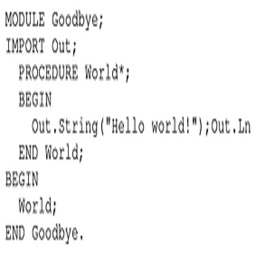 MODULE Goodbye;
IMPORT Out;
  PROCEDURE World*;
  BEGIN
    Out.String("Hello world!");Out.Ln
  END World;
BEGIN
  World;
END Goodbye.